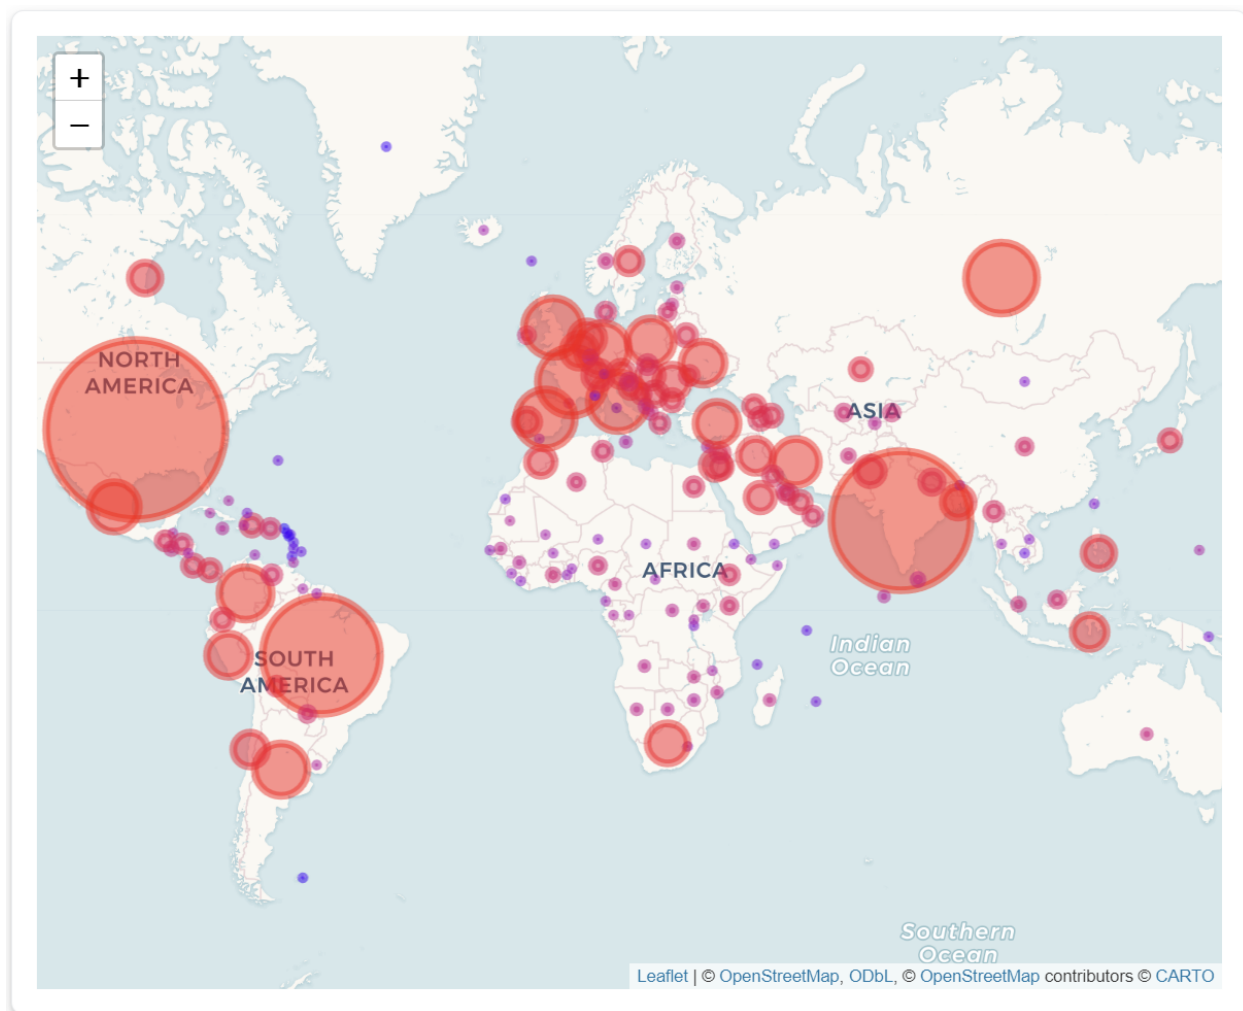 +
−
NORTH
AMERICA
ASIA
AFRICA
Indian
Ocean
SOUTH
AMERICA
Southern
Ocean
Leaflet | © OpenStreetMap, ODbL, © OpenStreetMap contributors © CARTO